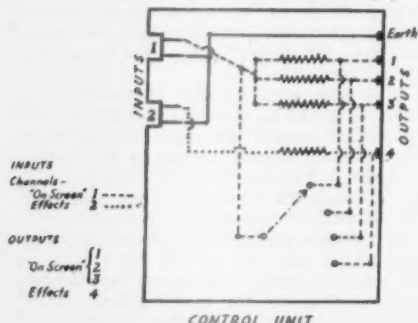 Earth
1
1
2
3
INPUTS
OUTPUTS
2
4
INPUTS
Channels -
"On Screen" 1
Effects 2
OUTPUTS
"On Screen" 1
2
3
Effects 4
CONTROL UNIT